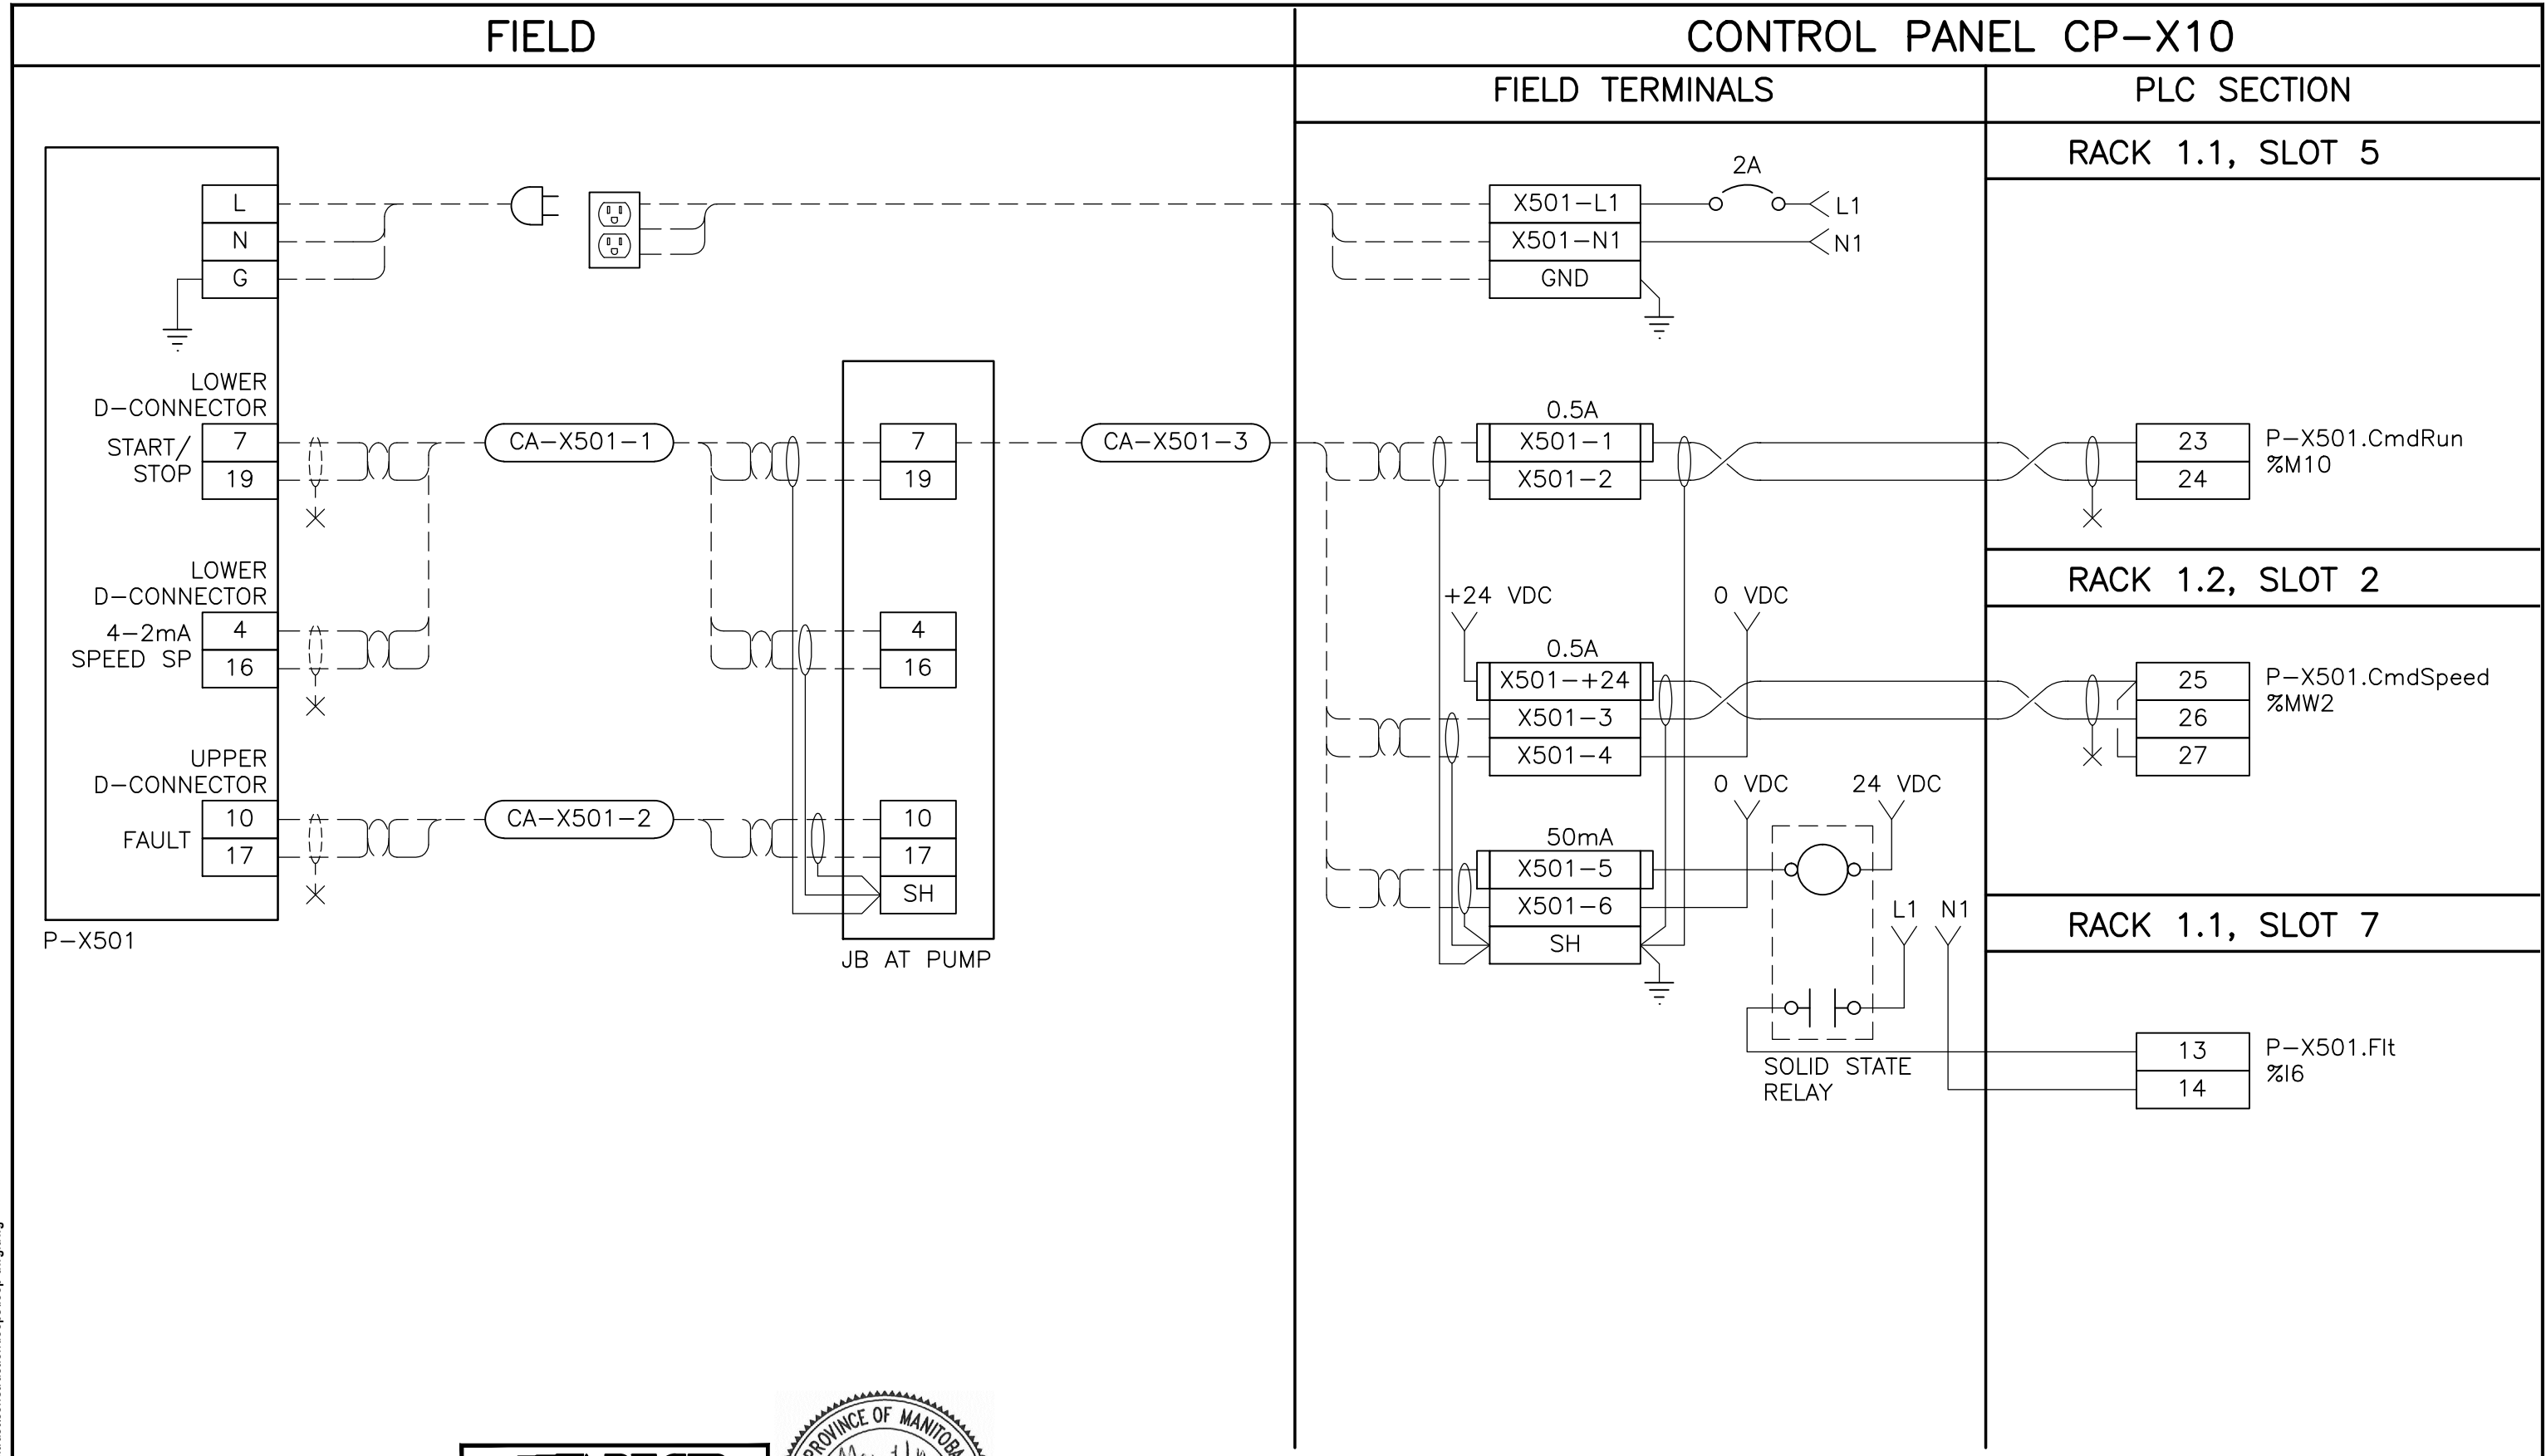 FIELD
CONTROL PANEL CP-X10
FIELD TERMINALS
PLC SECTION
RACK 1.1, SLOT 5
L
N
G
2A
X501-L1
X501-N1
GND
L1
N1
LOWER
D-CONNECTOR
START/
STOP
7
19
CA-X501-1
7
19
CA-X501-3
0.5A
X501-1
X501-2
23
24
P-X501.CmdRun
%M10
RACK 1.2, SLOT 2
LOWER
D-CONNECTOR
4-2mA
SPEED SP
4
16
4
16
+24 VDC
0 VDC
0.5A
X501-+24
X501-3
X501-4
25
26
27
P-X501.CmdSpeed
%MW2
UPPER
D-CONNECTOR
FAULT
10
17
CA-X501-2
10
17
SH
0 VDC
24 VDC
50mA
X501-5
X501-6
SH
L1
N1
RACK 1.1, SLOT 7
P-X501
JB AT PUMP
SOLID STATE
RELAY
13
14
P-X501.Flt
%I6
PROVINCE OF MANITOBA